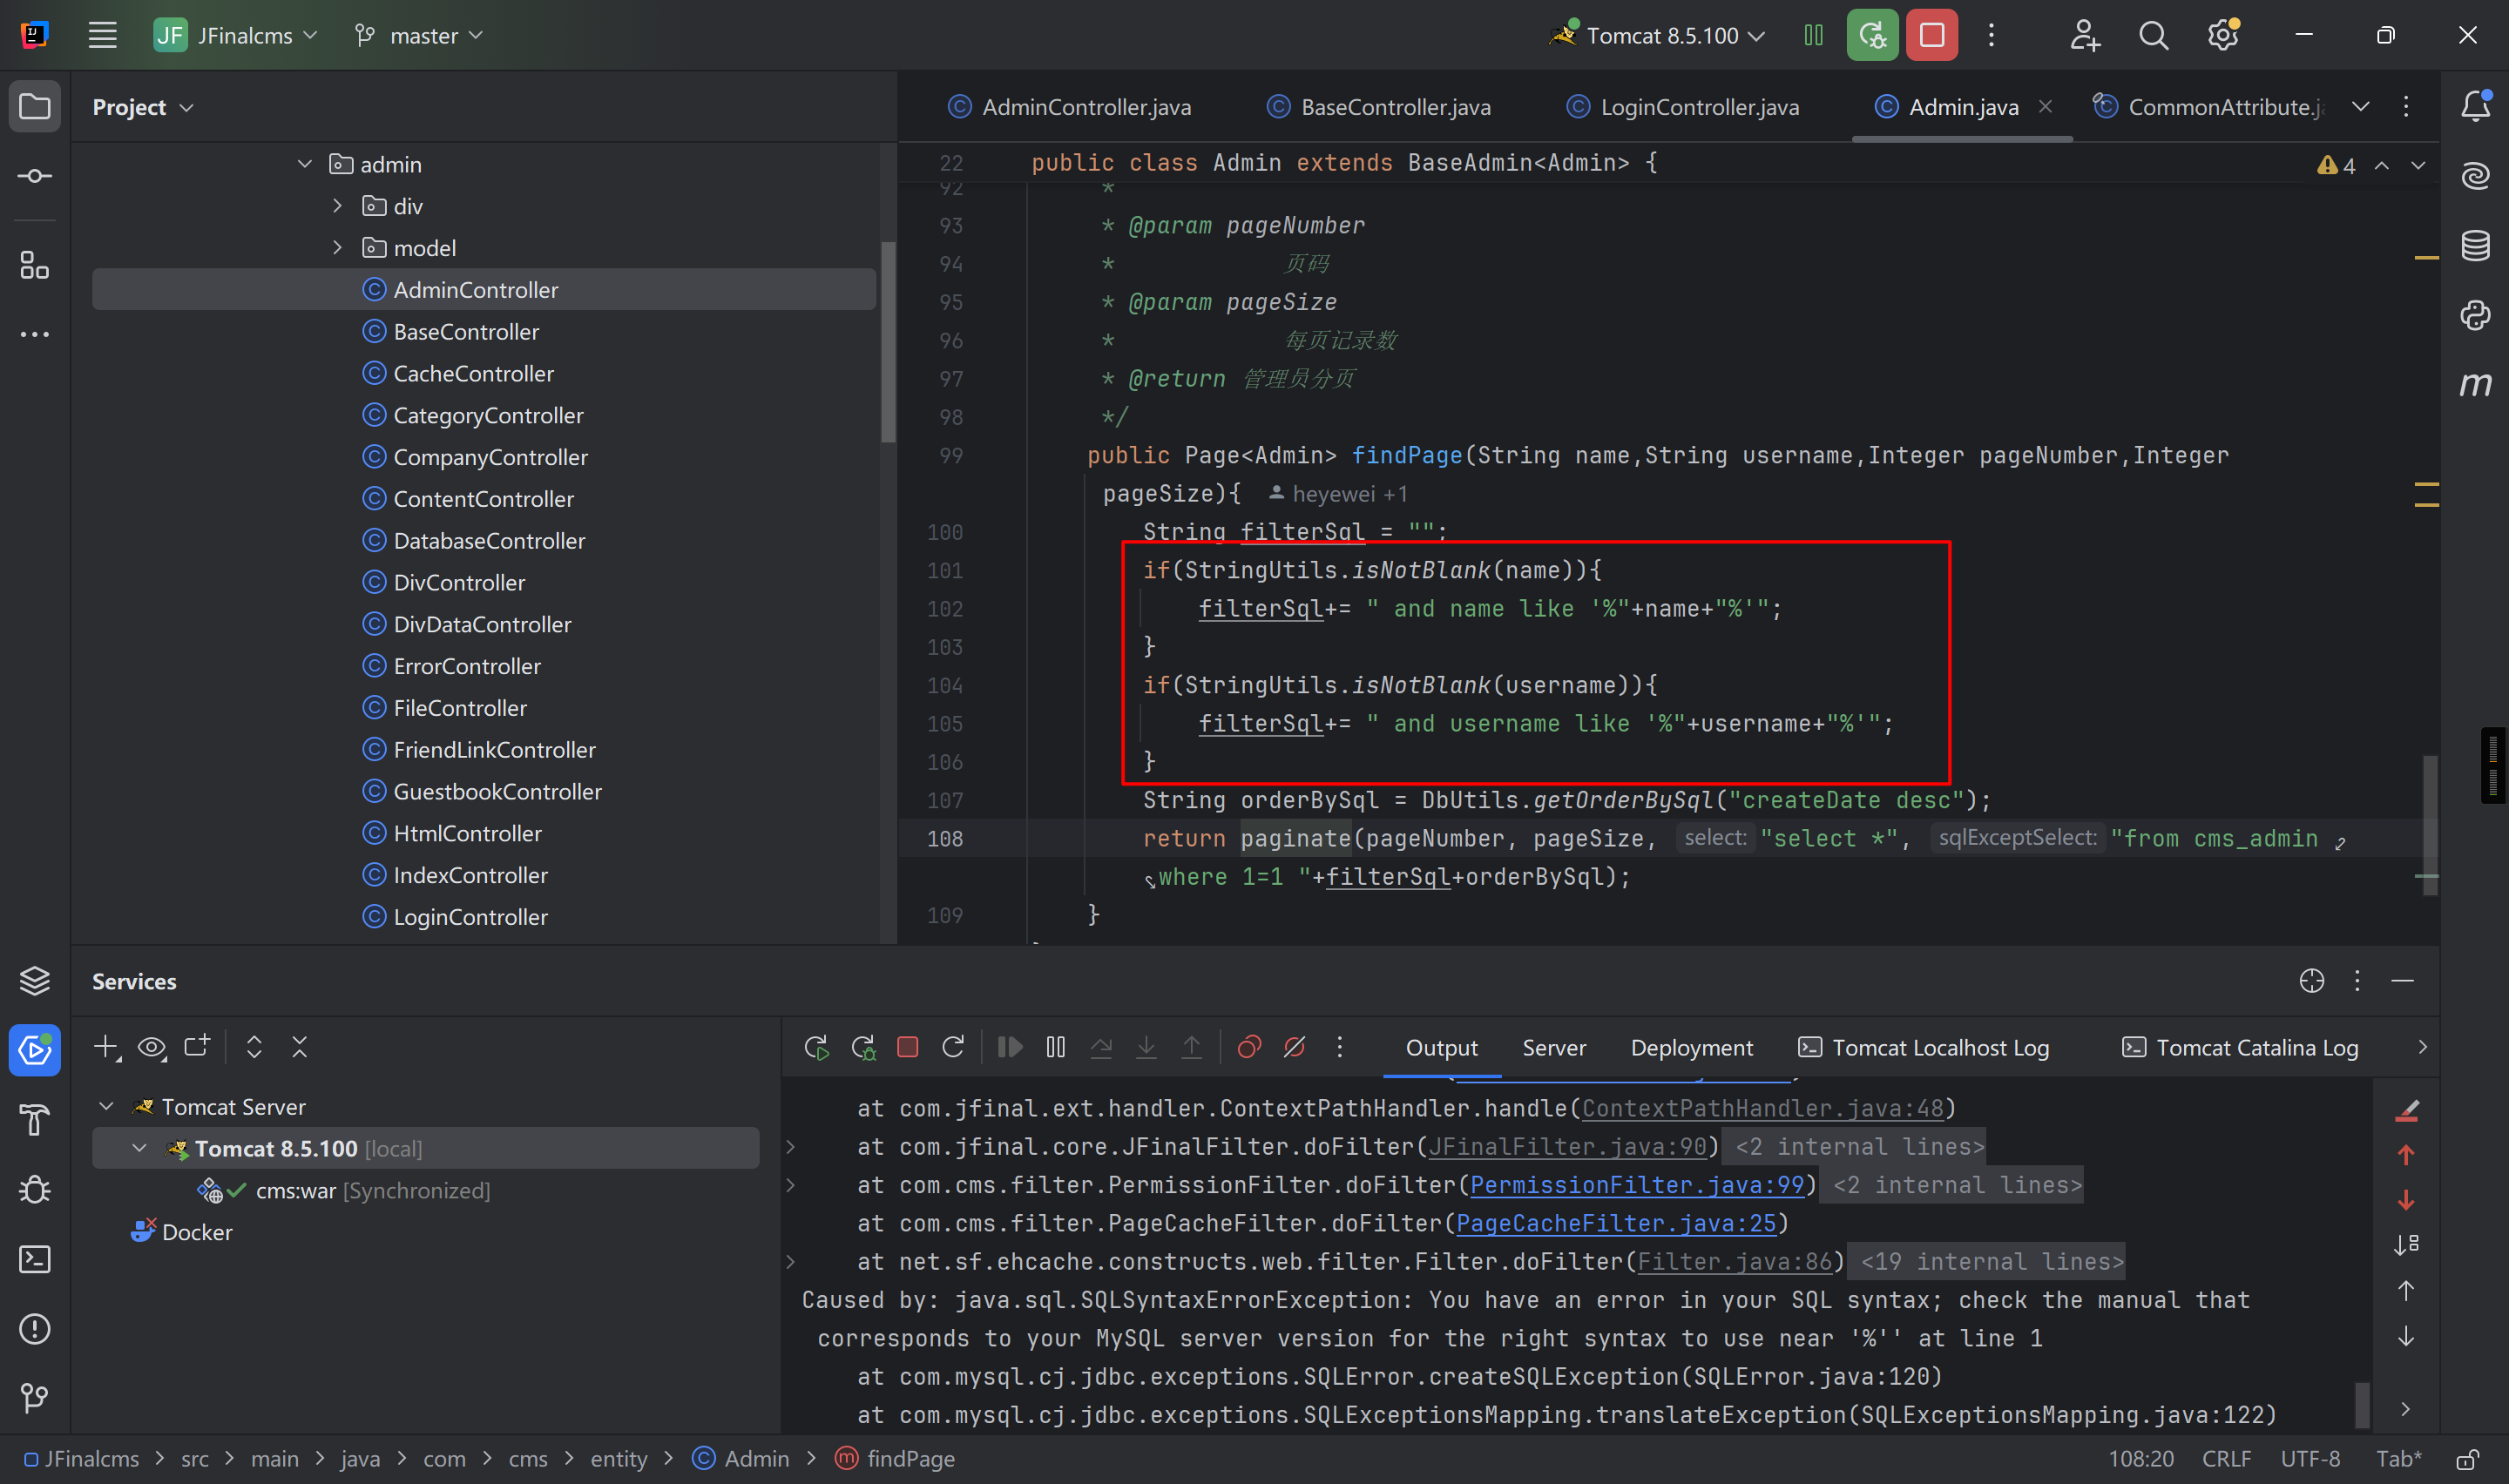 JF JFinalcms master Tomcat 8.5.100
Project
AdminController.java BaseController.java LoginController.java Admin.java CommonAttribute.j
admin
div
model
AdminController
BaseController
CacheController
CategoryController
CompanyController
ContentController
DatabaseController
DivController
DivDataController
ErrorController
FileController
FriendLinkController
GuestbookController
HtmlController
IndexController
LoginController
22 public class Admin extends BaseAdmin<Admin> { 4
92 *
93 * @param pageNumber
94 * 页码
95 * @param pageSize
96 * 每页记录数
97 * @return 管理员分页
98 */
99 public Page<Admin> findPage(String name,String username,Integer pageNumber,Integer
pageSize){ heyewei +1
100 String filterSql = "";
101 if(StringUtils.isNotBlank(name)){
102 filterSql+= " and name like '%"+name+"%'";
103 }
104 if(StringUtils.isNotBlank(username)){
105 filterSql+= " and username like '%"+username+"%'";
106 }
107 String orderBySql = DbUtils.getOrderBySql("createDate desc");
108 return paginate(pageNumber, pageSize, select: "select *", sqlExceptSelect: "from cms_admin
where 1=1 "+filterSql+orderBySql);
109 }
Services
Output Server Deployment Tomcat Localhost Log Tomcat Catalina Log
Tomcat Server
Tomcat 8.5.100 [local]
cms:war [Synchronized]
Docker
at com.jfinal.ext.handler.ContextPathHandler.handle(ContextPathHandler.java:48)
at com.jfinal.core.JFinalFilter.doFilter(JFinalFilter.java:90) <2 internal lines>
at com.cms.filter.PermissionFilter.doFilter(PermissionFilter.java:99) <2 internal lines>
at com.cms.filter.PageCacheFilter.doFilter(PageCacheFilter.java:25)
at net.sf.ehcache.constructs.web.filter.Filter.doFilter(Filter.java:86) <19 internal lines>
Caused by: java.sql.SQLSyntaxErrorException: You have an error in your SQL syntax; check the manual that
corresponds to your MySQL server version for the right syntax to use near '%'' at line 1
at com.mysql.cj.jdbc.exceptions.SQLError.createSQLException(SQLError.java:120)
at com.mysql.cj.jdbc.exceptions.SQLExceptionsMapping.translateException(SQLExceptionsMapping.java:122)
JFinalcms > src > main > java > com > cms > entity > Admin > findPage 108:20 CRLF UTF-8 Tab*